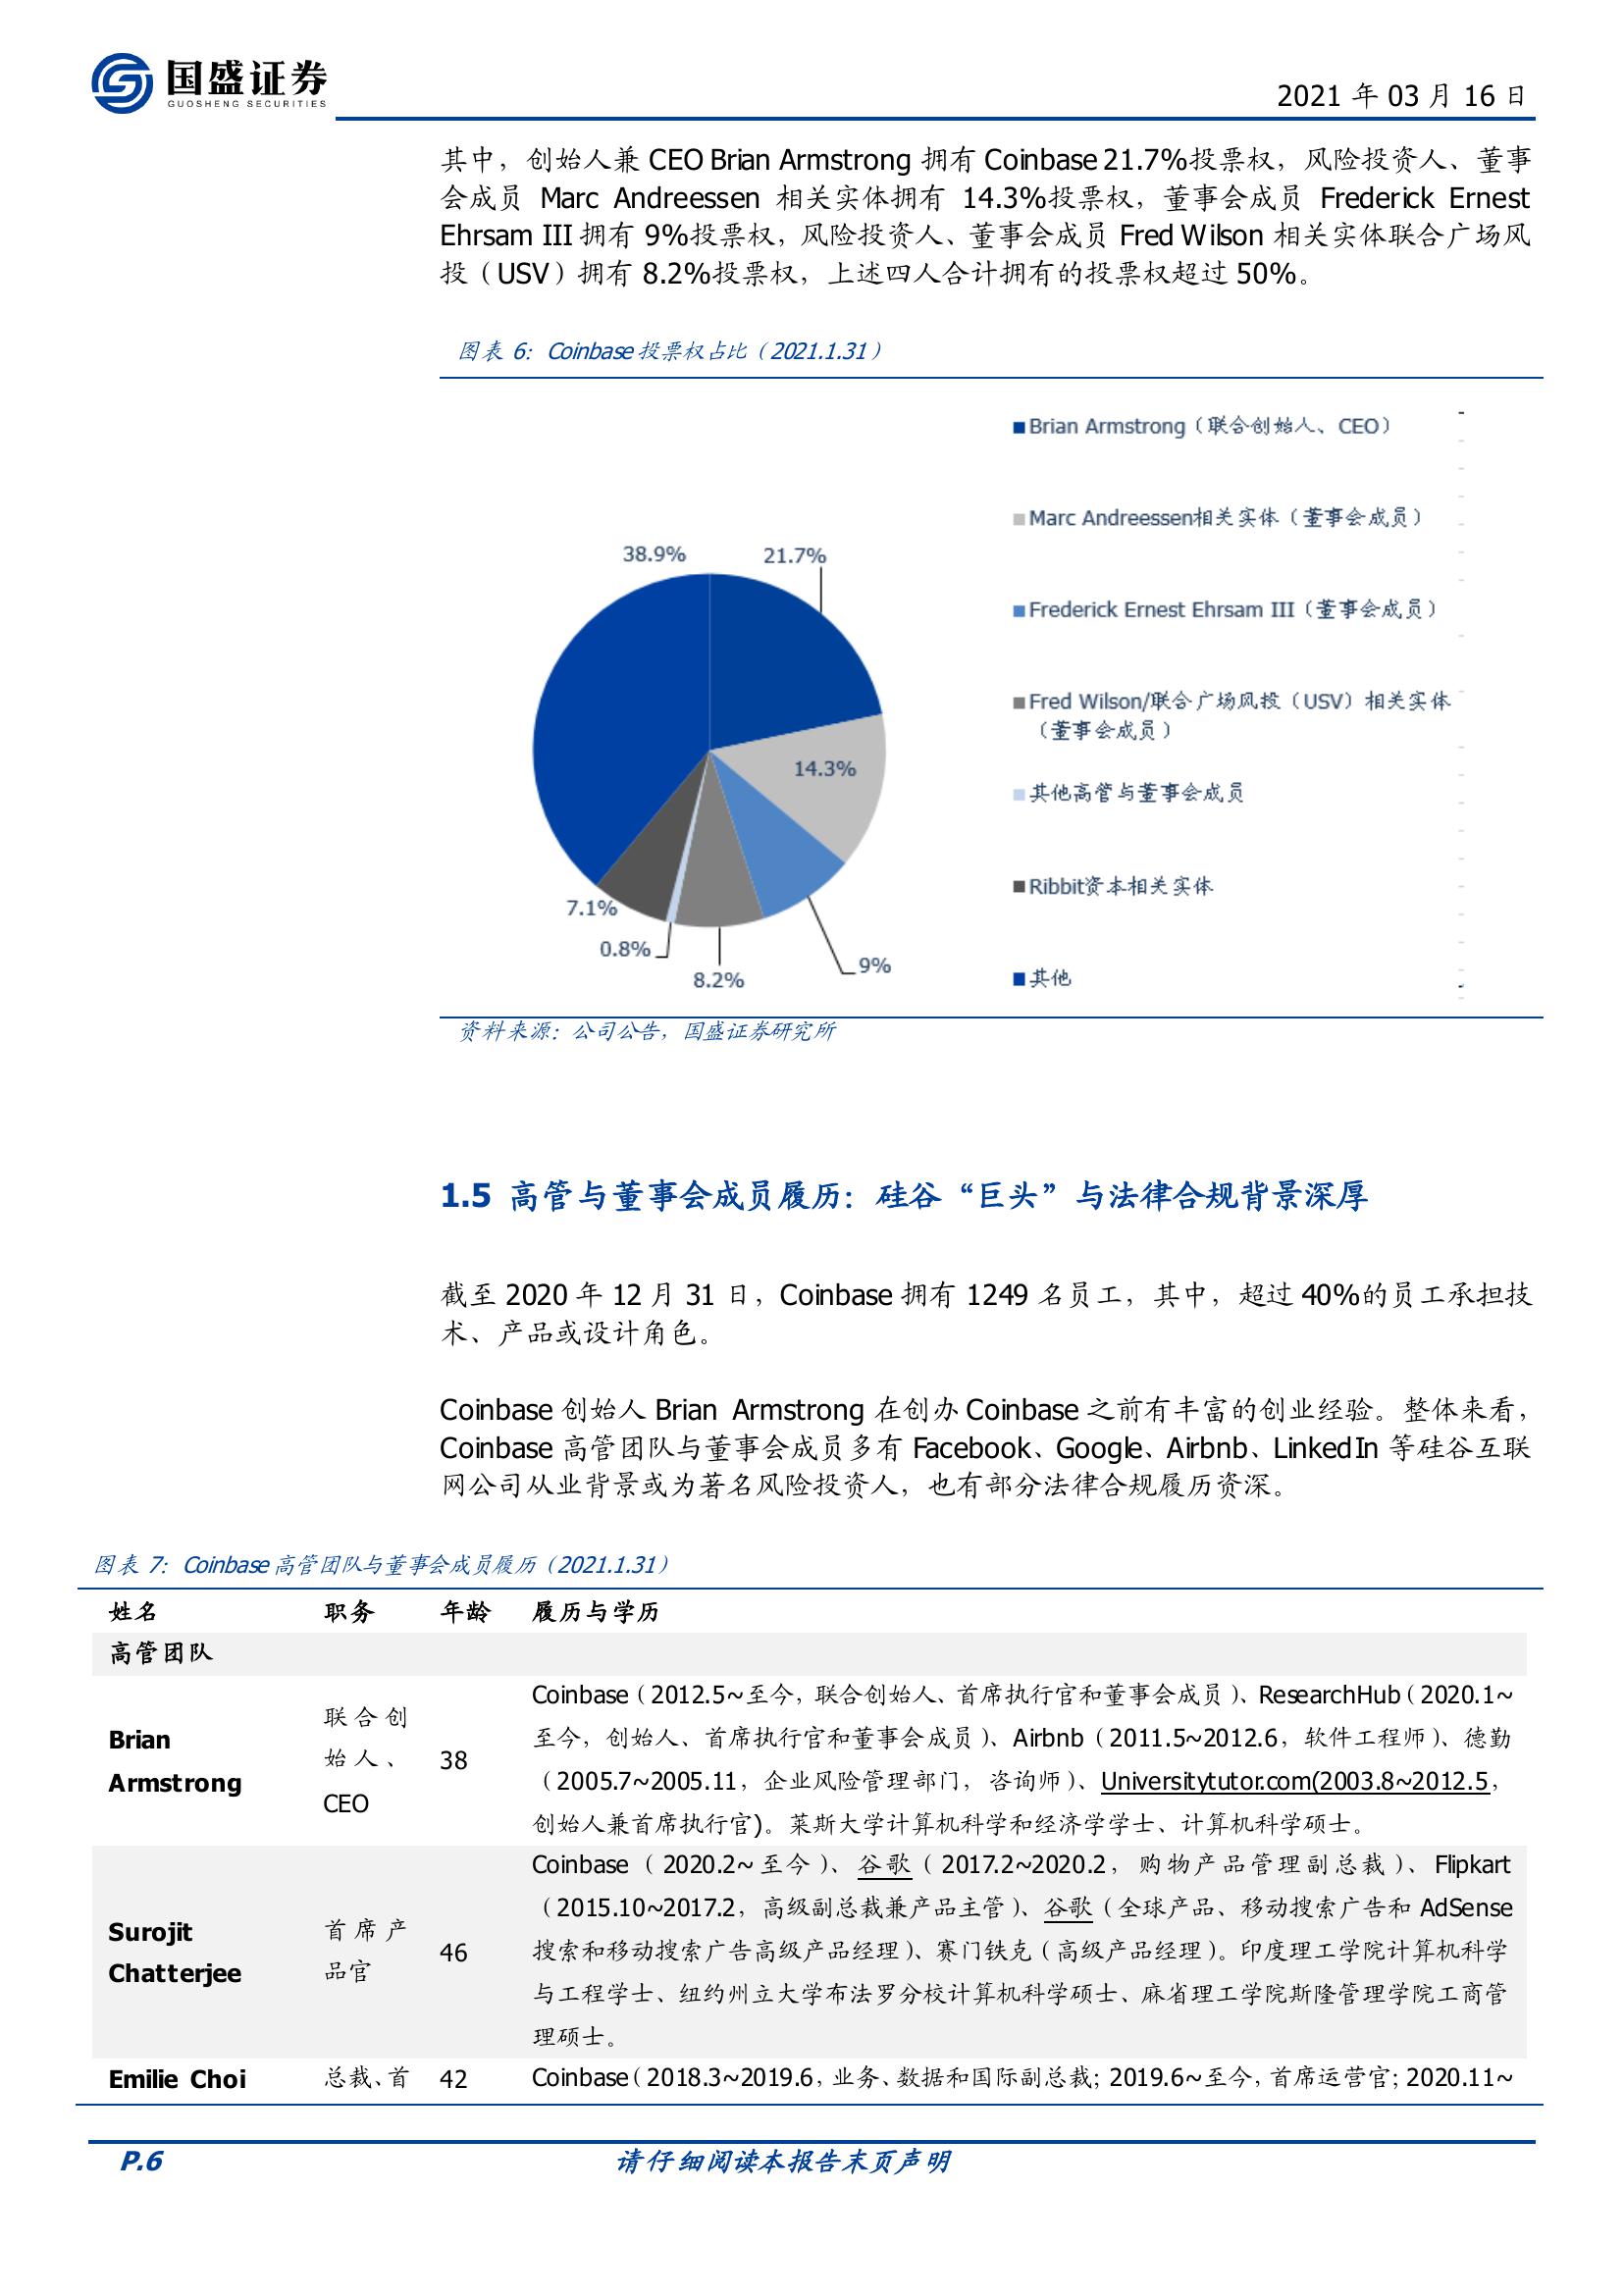 国盛证券
GUOSHENG SECURITIES
2021 年 03 月 16 日
其中，创始人兼 CEO Brian Armstrong 拥有 Coinbase 21.7%投票权，风险投资人、董事
会成员 Marc Andreessen 相关实体拥有 14.3%投票权，董事会成员 Frederick Ernest
Ehrsam III 拥有 9%投票权，风险投资人、董事会成员 Fred Wilson 相关实体联合广场风
投（USV）拥有 8.2%投票权，上述四人合计拥有的投票权超过 50%。
图表 6：Coinbase 投票权占比（2021.1.31）
38.9%
21.7%
14.3%
9%
8.2%
0.8%
7.1%
Brian Armstrong（联合创始人、CEO）
Marc Andreessen相关实体（董事会成员）
Frederick Ernest Ehrsam III（董事会成员）
Fred Wilson/联合广场风投（USV）相关实体
（董事会成员）
其他高管与董事会成员
Ribbit资本相关实体
其他
资料来源：公司公告，国盛证券研究所
1.5 高管与董事会成员履历：硅谷“巨头”与法律合规背景深厚
截至 2020 年 12 月 31 日，Coinbase 拥有 1249 名员工，其中，超过 40%的员工承担技
术、产品或设计角色。
Coinbase 创始人 Brian Armstrong 在创办 Coinbase 之前有丰富的创业经验。整体来看，
Coinbase 高管团队与董事会成员多有 Facebook、Google、Airbnb、LinkedIn 等硅谷互联
网公司从业背景或为著名风险投资人，也有部分法律合规履历资深。
图表 7：Coinbase 高管团队与董事会成员履历（2021.1.31）
姓名 职务 年龄 履历与学历
高管团队
Brian
Armstrong
联合创
始人、
CEO
38
Coinbase（2012.5~至今，联合创始人、首席执行官和董事会成员）、ResearchHub（2020.1~
至今，创始人、首席执行官和董事会成员）、Airbnb（2011.5~2012.6，软件工程师）、德勤
（2005.7~2005.11，企业风险管理部门，咨询师）、Universitytutor.com(2003.8~2012.5，
创始人兼首席执行官)。莱斯大学计算机科学和经济学学士、计算机科学硕士。
Surojit
Chatterjee
首席产
品官
46
Coinbase（2020.2~至今）、谷歌（2017.2~2020.2，购物产品管理副总裁）、Flipkart
（2015.10~2017.2，高级副总裁兼产品主管）、谷歌（全球产品、移动搜索广告和 AdSense
搜索和移动搜索广告高级产品经理）、赛门铁克（高级产品经理）。印度理工学院计算机科学
与工程学士、纽约州立大学布法罗分校计算机科学硕士、麻省理工学院斯隆管理学院工商管
理硕士。
Emilie Choi 总裁、首 42 Coinbase（2018.3~2019.6，业务、数据和国际副总裁；2019.6~至今，首席运营官；2020.11~
P.6 请仔细阅读本报告末页声明